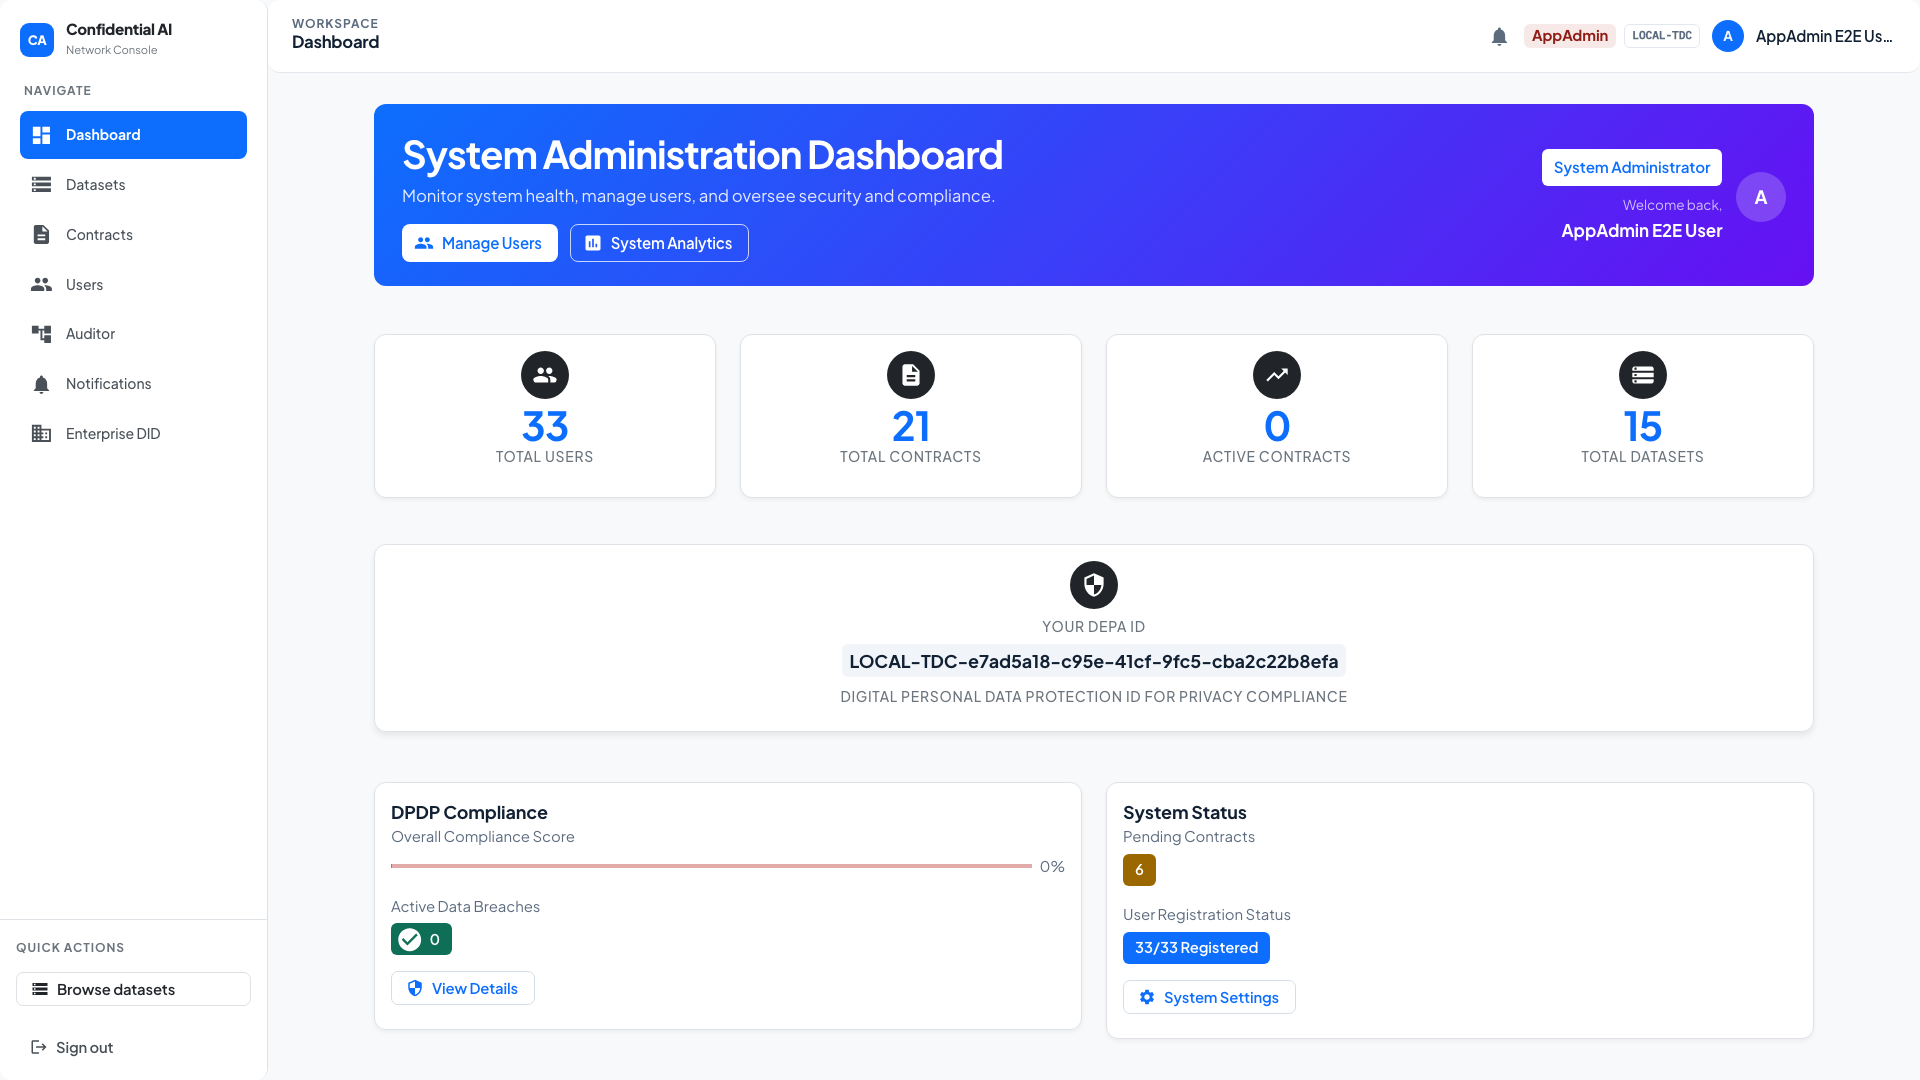 CA
Confidential AI
Network Console
NAVIGATE
Dashboard
Datasets
Contracts
Users
Auditor
Notifications
Enterprise DID
QUICK ACTIONS
Browse datasets
Sign out
WORKSPACE
Dashboard
AppAdmin
LOCAL-TDC
A
AppAdmin E2E Us...
System Administration Dashboard
Monitor system health, manage users, and oversee security and compliance.
Manage Users
System Analytics
System Administrator
Welcome back,
AppAdmin E2E User
A
33
TOTAL USERS
21
TOTAL CONTRACTS
0
ACTIVE CONTRACTS
15
TOTAL DATASETS
YOUR DEPA ID
LOCAL-TDC-e7ad5a18-c95e-41cf-9fc5-cba2c22b8efa
DIGITAL PERSONAL DATA PROTECTION ID FOR PRIVACY COMPLIANCE
DPDP Compliance
Overall Compliance Score
0%
Active Data Breaches
0
View Details
System Status
Pending Contracts
6
User Registration Status
33/33 Registered
System Settings